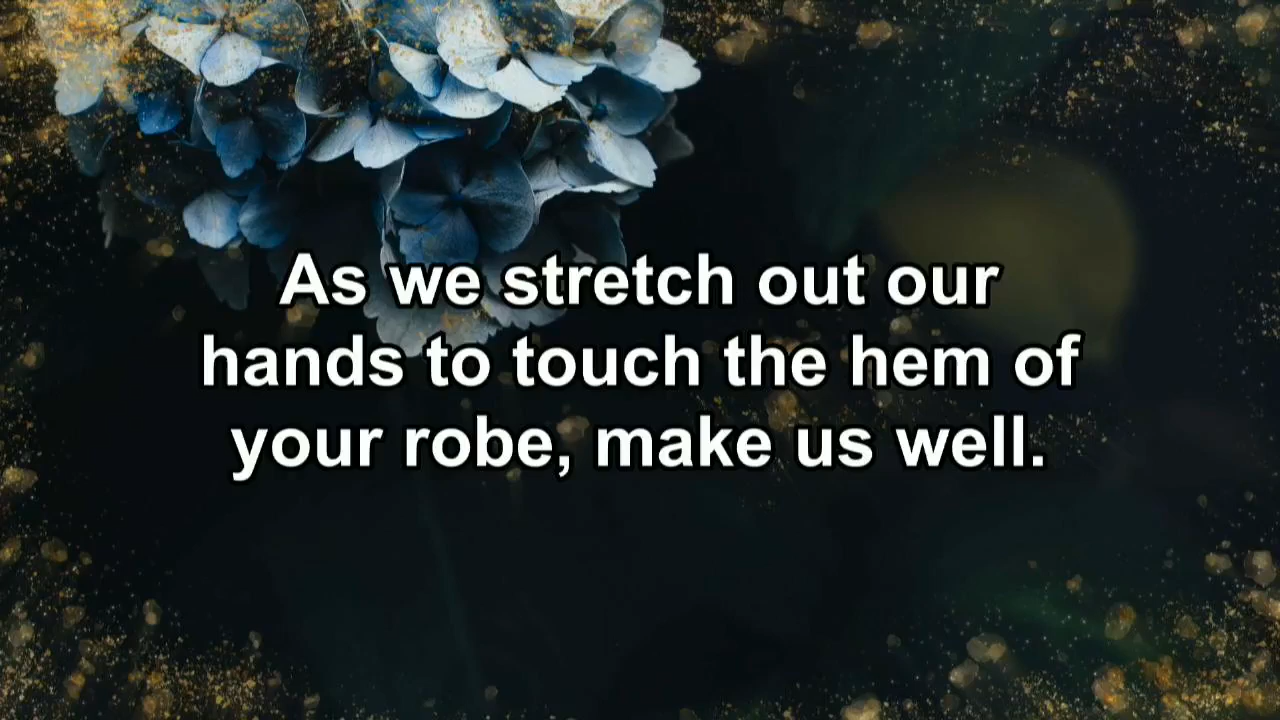 As we stretch out our
hands to touch the hem of
your robe, make us well.